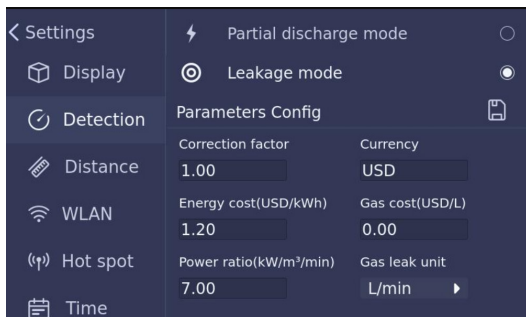 Settings
Display
Detection
Distance
WLAN
Hot spot
Time
Partial discharge mode
Leakage mode
Parameters Config
Correction factor Currency
1.00 USD
Energy cost(USD/kWh) Gas cost(USD/L)
1.20 0.00
Power ratio(kW/m³/min) Gas leak unit
7.00 L/min